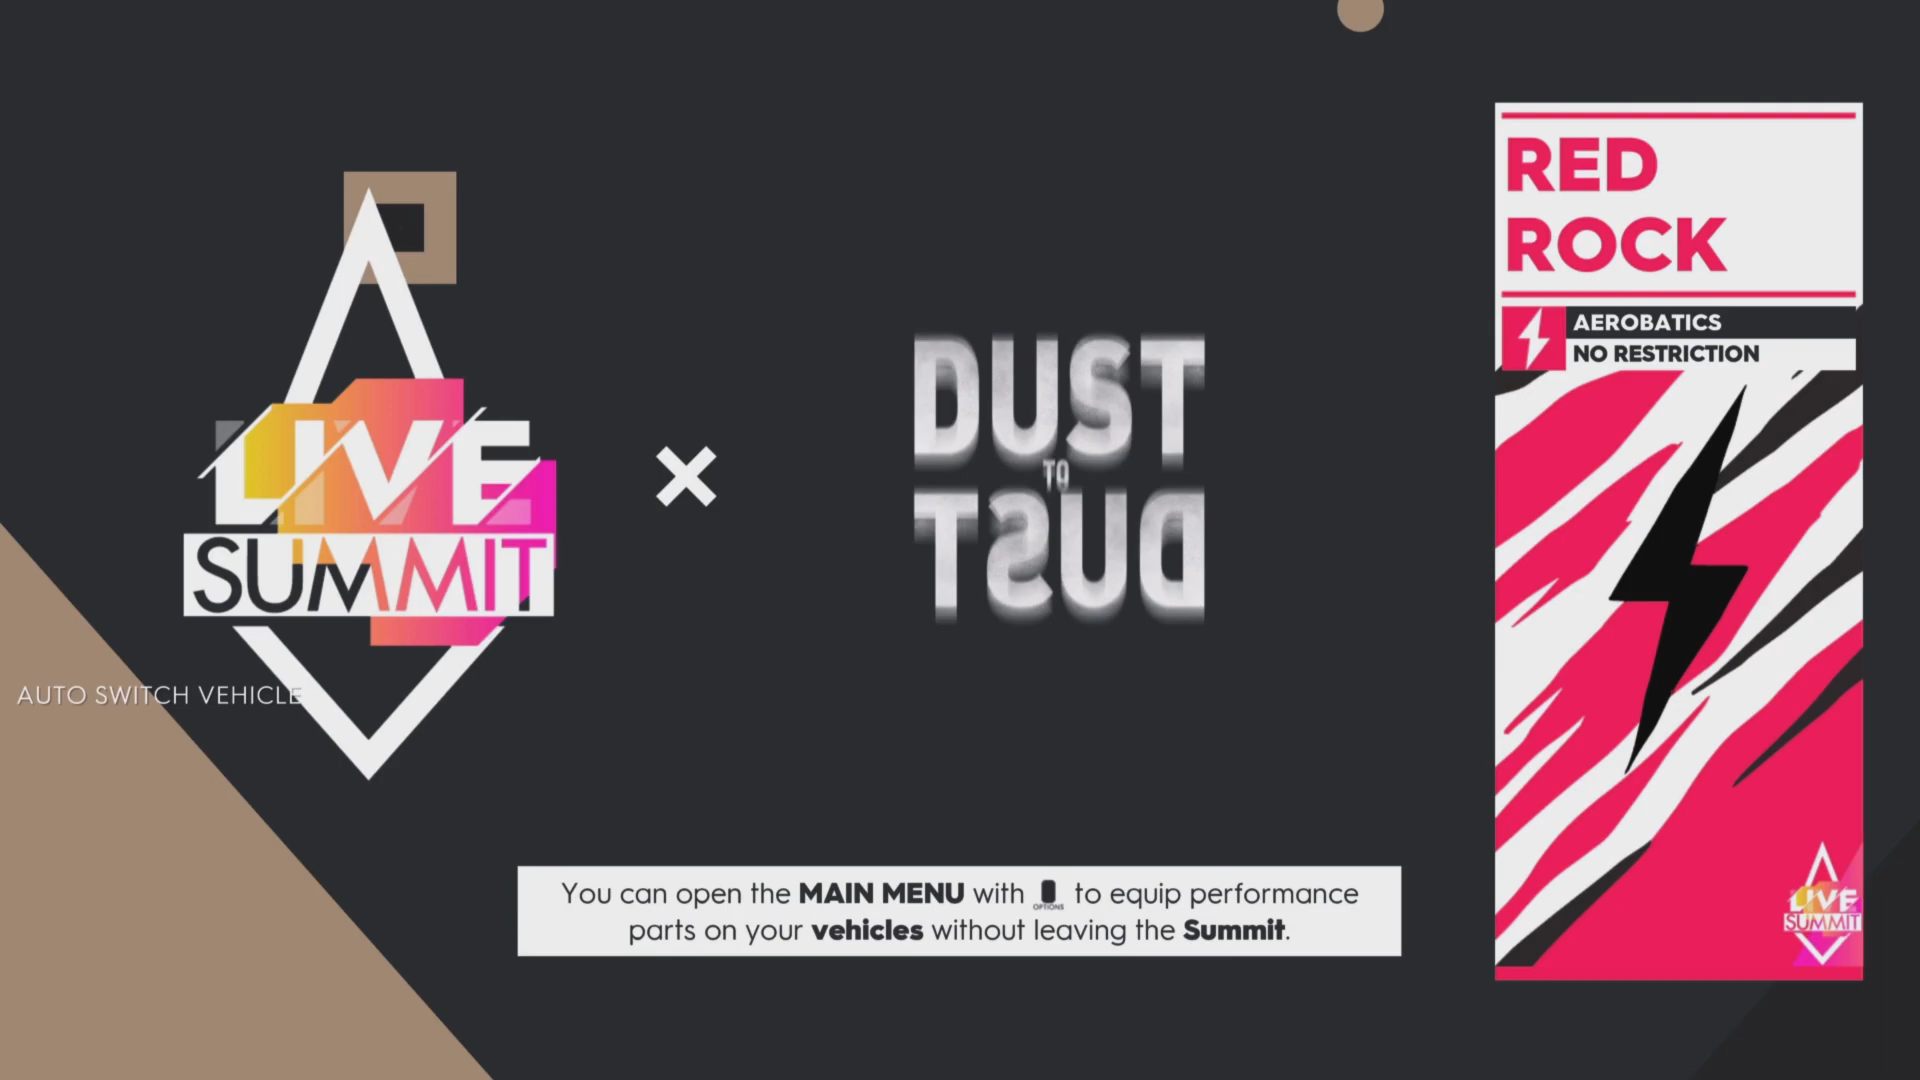 RED
ROCK
AEROBATICS
NO RESTRICTION
LIVE
SUMMIT
DUST
TO
DUST
AUTO SWITCH VEHICLE
You can open the MAIN MENU with OPTIONS to equip performance
parts on your vehicles without leaving the Summit.
LIVE
SUMMIT